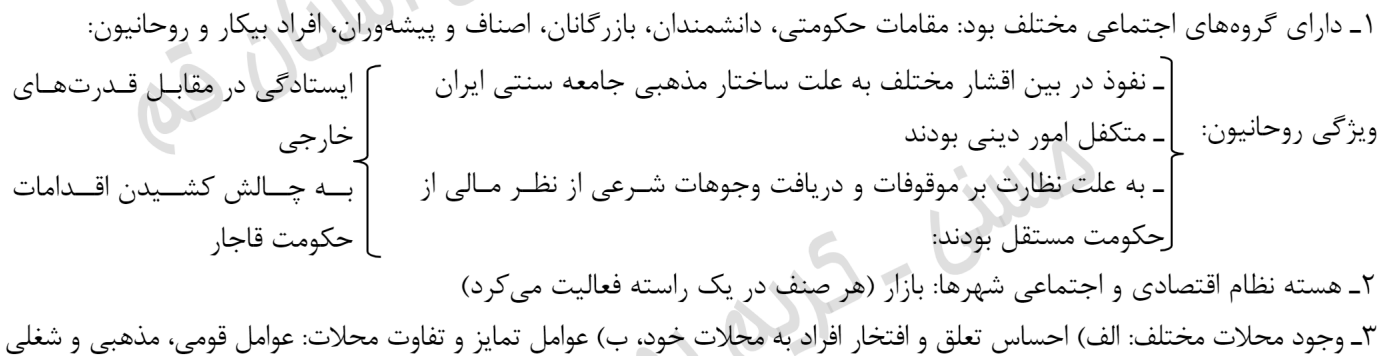 ۱ـ دارای گروه‌های اجتماعی مختلف بود: مقامات حکومتی، دانشمندان، بازرگانان، اصناف و پیشه‌وران، افراد بیکار و روحانیون:
ویژگی روحانیون:
ـ نفوذ در بین اقشار مختلف به علت ساختار مذهبی جامعه سنتی ایران
ـ متکفل امور دینی بودند
ـ به علت نظارت بر موقوفات و دریافت وجوهات شرعی از نظر مالی از
حکومت مستقل بودند:
ایستادگی در مقابل قدرت‌های
خارجی
به چالش کشیدن اقدامات
حکومت قاجار
۲ـ هسته نظام اقتصادی و اجتماعی شهرها: بازار (هر صنف در یک راسته فعالیت می‌کرد)
۳ـ وجود محلات مختلف: الف) احساس تعلق و افتخار افراد به محلات خود، ب) عوامل تمایز و تفاوت محلات: عوامل قومی، مذهبی و شغلی